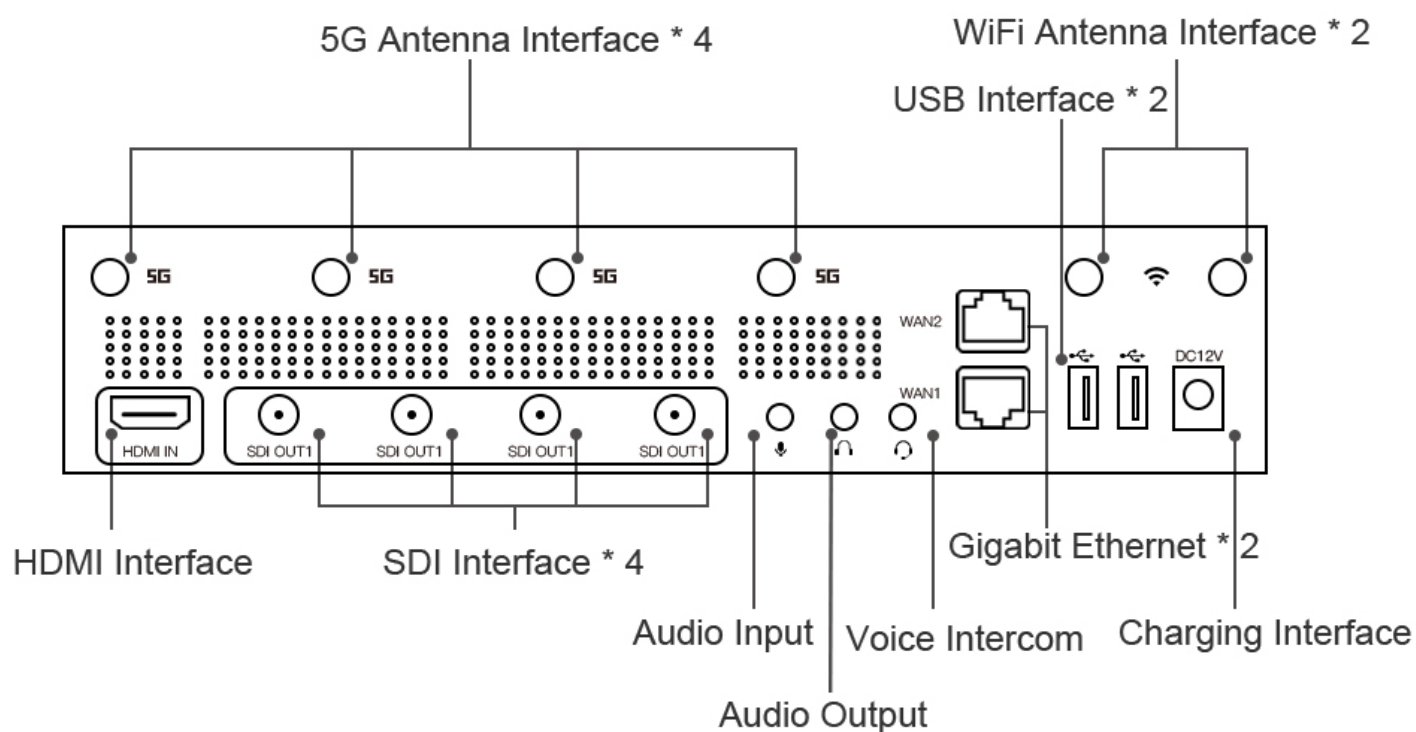 5G Antenna Interface * 4
WiFi Antenna Interface * 2
USB Interface * 2
5G
5G
5G
5G
WAN2
DC12V
WAN1
HDMI IN
SDI OUT1
SDI OUT1
SDI OUT1
SDI OUT1
HDMI Interface
SDI Interface * 4
Gigabit Ethernet * 2
Audio Input
Voice Intercom
Charging Interface
Audio Output